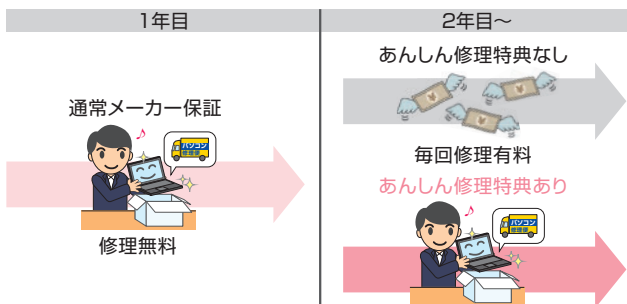 1年目
通常メーカー保証
パソコン
修理便
修理無料
2年目～
あんしん修理特典なし
¥
¥
¥
毎回修理有料
あんしん修理特典あり
パソコン
修理便